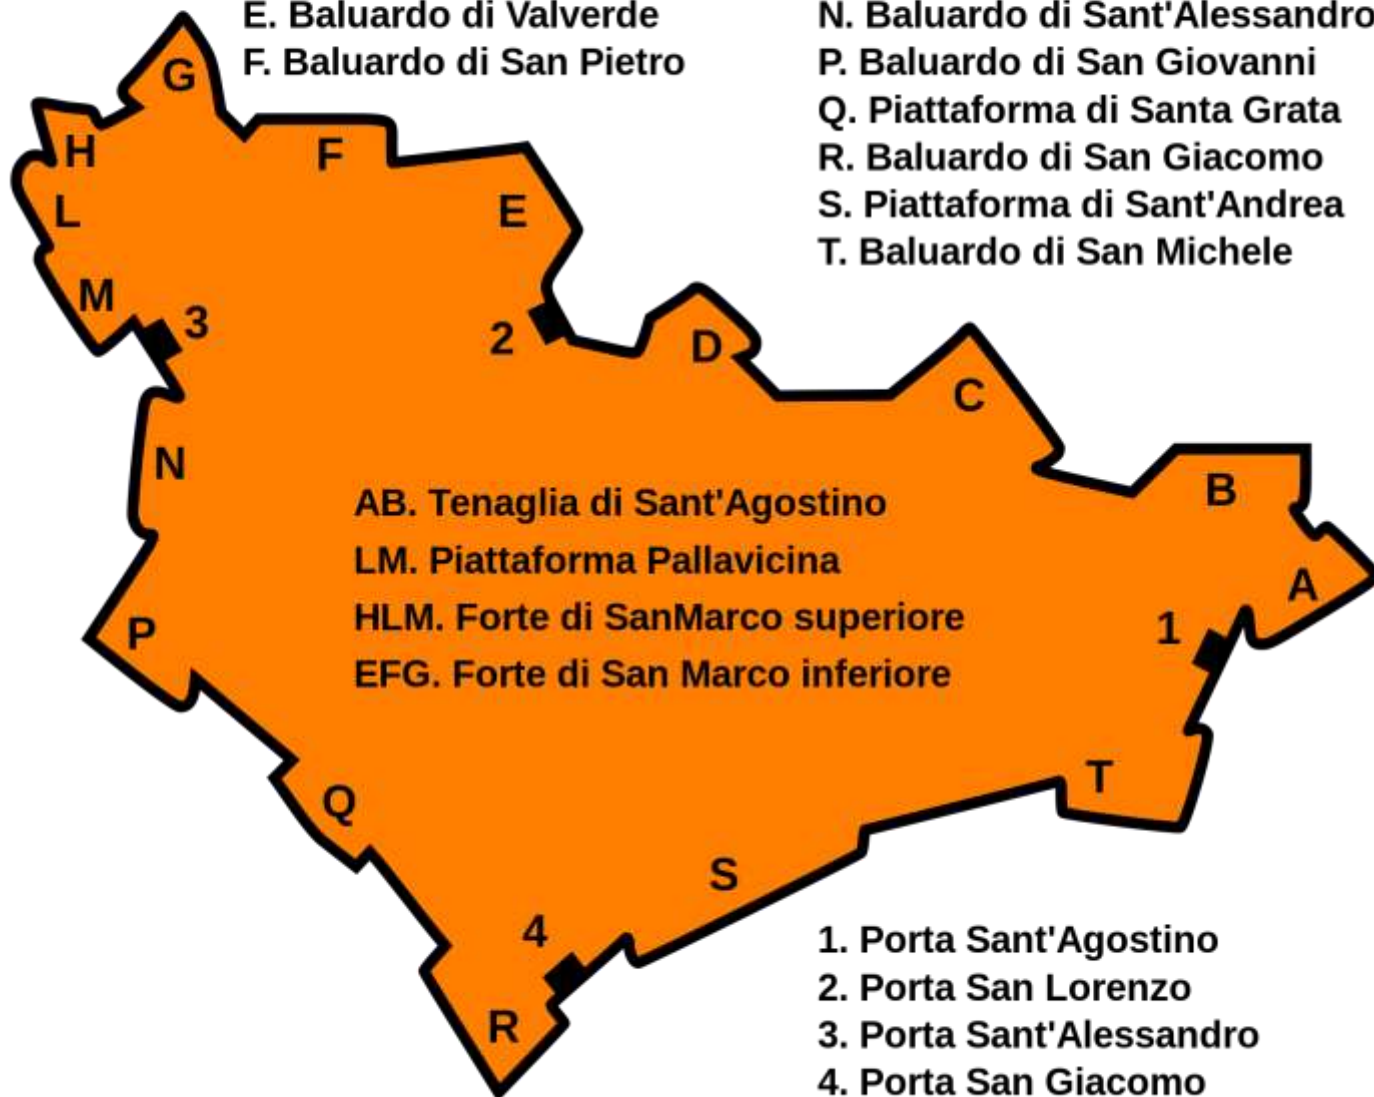 E. Baluardo di Valverde
F. Baluardo di San Pietro
N. Baluardo di Sant'Alessandro
P. Baluardo di San Giovanni
Q. Piattaforma di Santa Grata
R. Baluardo di San Giacomo
S. Piattaforma di Sant'Andrea
T. Baluardo di San Michele
G
H
F
L
E
M
3
2
D
C
N
B
AB. Tenaglia di Sant'Agostino
LM. Piattaforma Pallavicina
HLM. Forte di SanMarco superiore
EFG. Forte di San Marco inferiore
A
1
P
T
Q
S
4
R
1. Porta Sant'Agostino
2. Porta San Lorenzo
3. Porta Sant'Alessandro
4. Porta San Giacomo